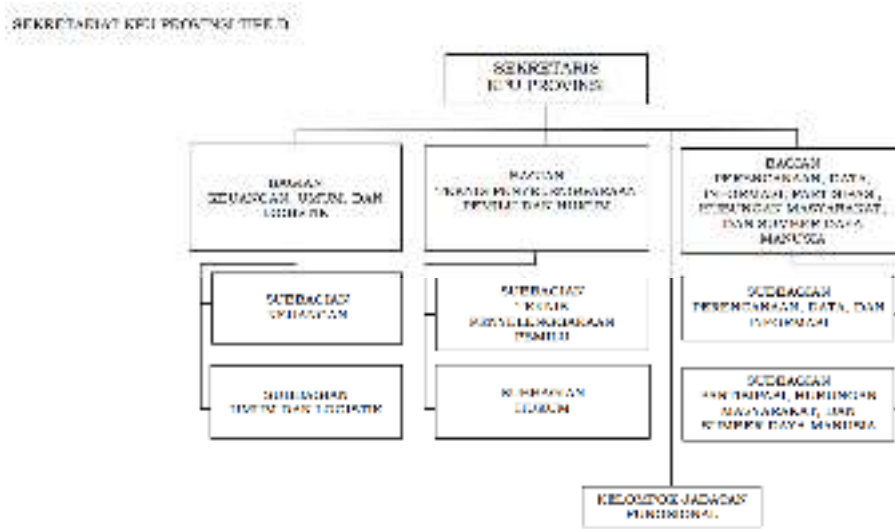 SEKRETARIAT KPU PROVINSI TIPE D
SEKRETARIS
KPU PROVINSI
BAGIAN
KEUANGAN, UMUM, DAN
LOGISTIK
BAGIAN
TEKNIS PENYELENGGARAAN
PEMILU DAN HUKUM
BAGIAN
PERENCANAAN, DATA,
INFORMASI, PARTISIPASI,
HUBUNGAN MASYARAKAT,
DAN SUMBER DAYA
MANUSIA
SUBBAGIAN
KEUANGAN
SUBBAGIAN
TEKNIS
PENYELENGGARAAN
PEMILU
SUBBAGIAN
PERENCANAAN, DATA, DAN
INFORMASI
SUBBAGIAN
UMUM DAN LOGISTIK
SUBBAGIAN
HUKUM
SUBBAGIAN
PARTISIPASI, HUBUNGAN
MASYARAKAT, DAN
SUMBER DAYA MANUSIA
KELOMPOK JABATAN
FUNGSIONAL